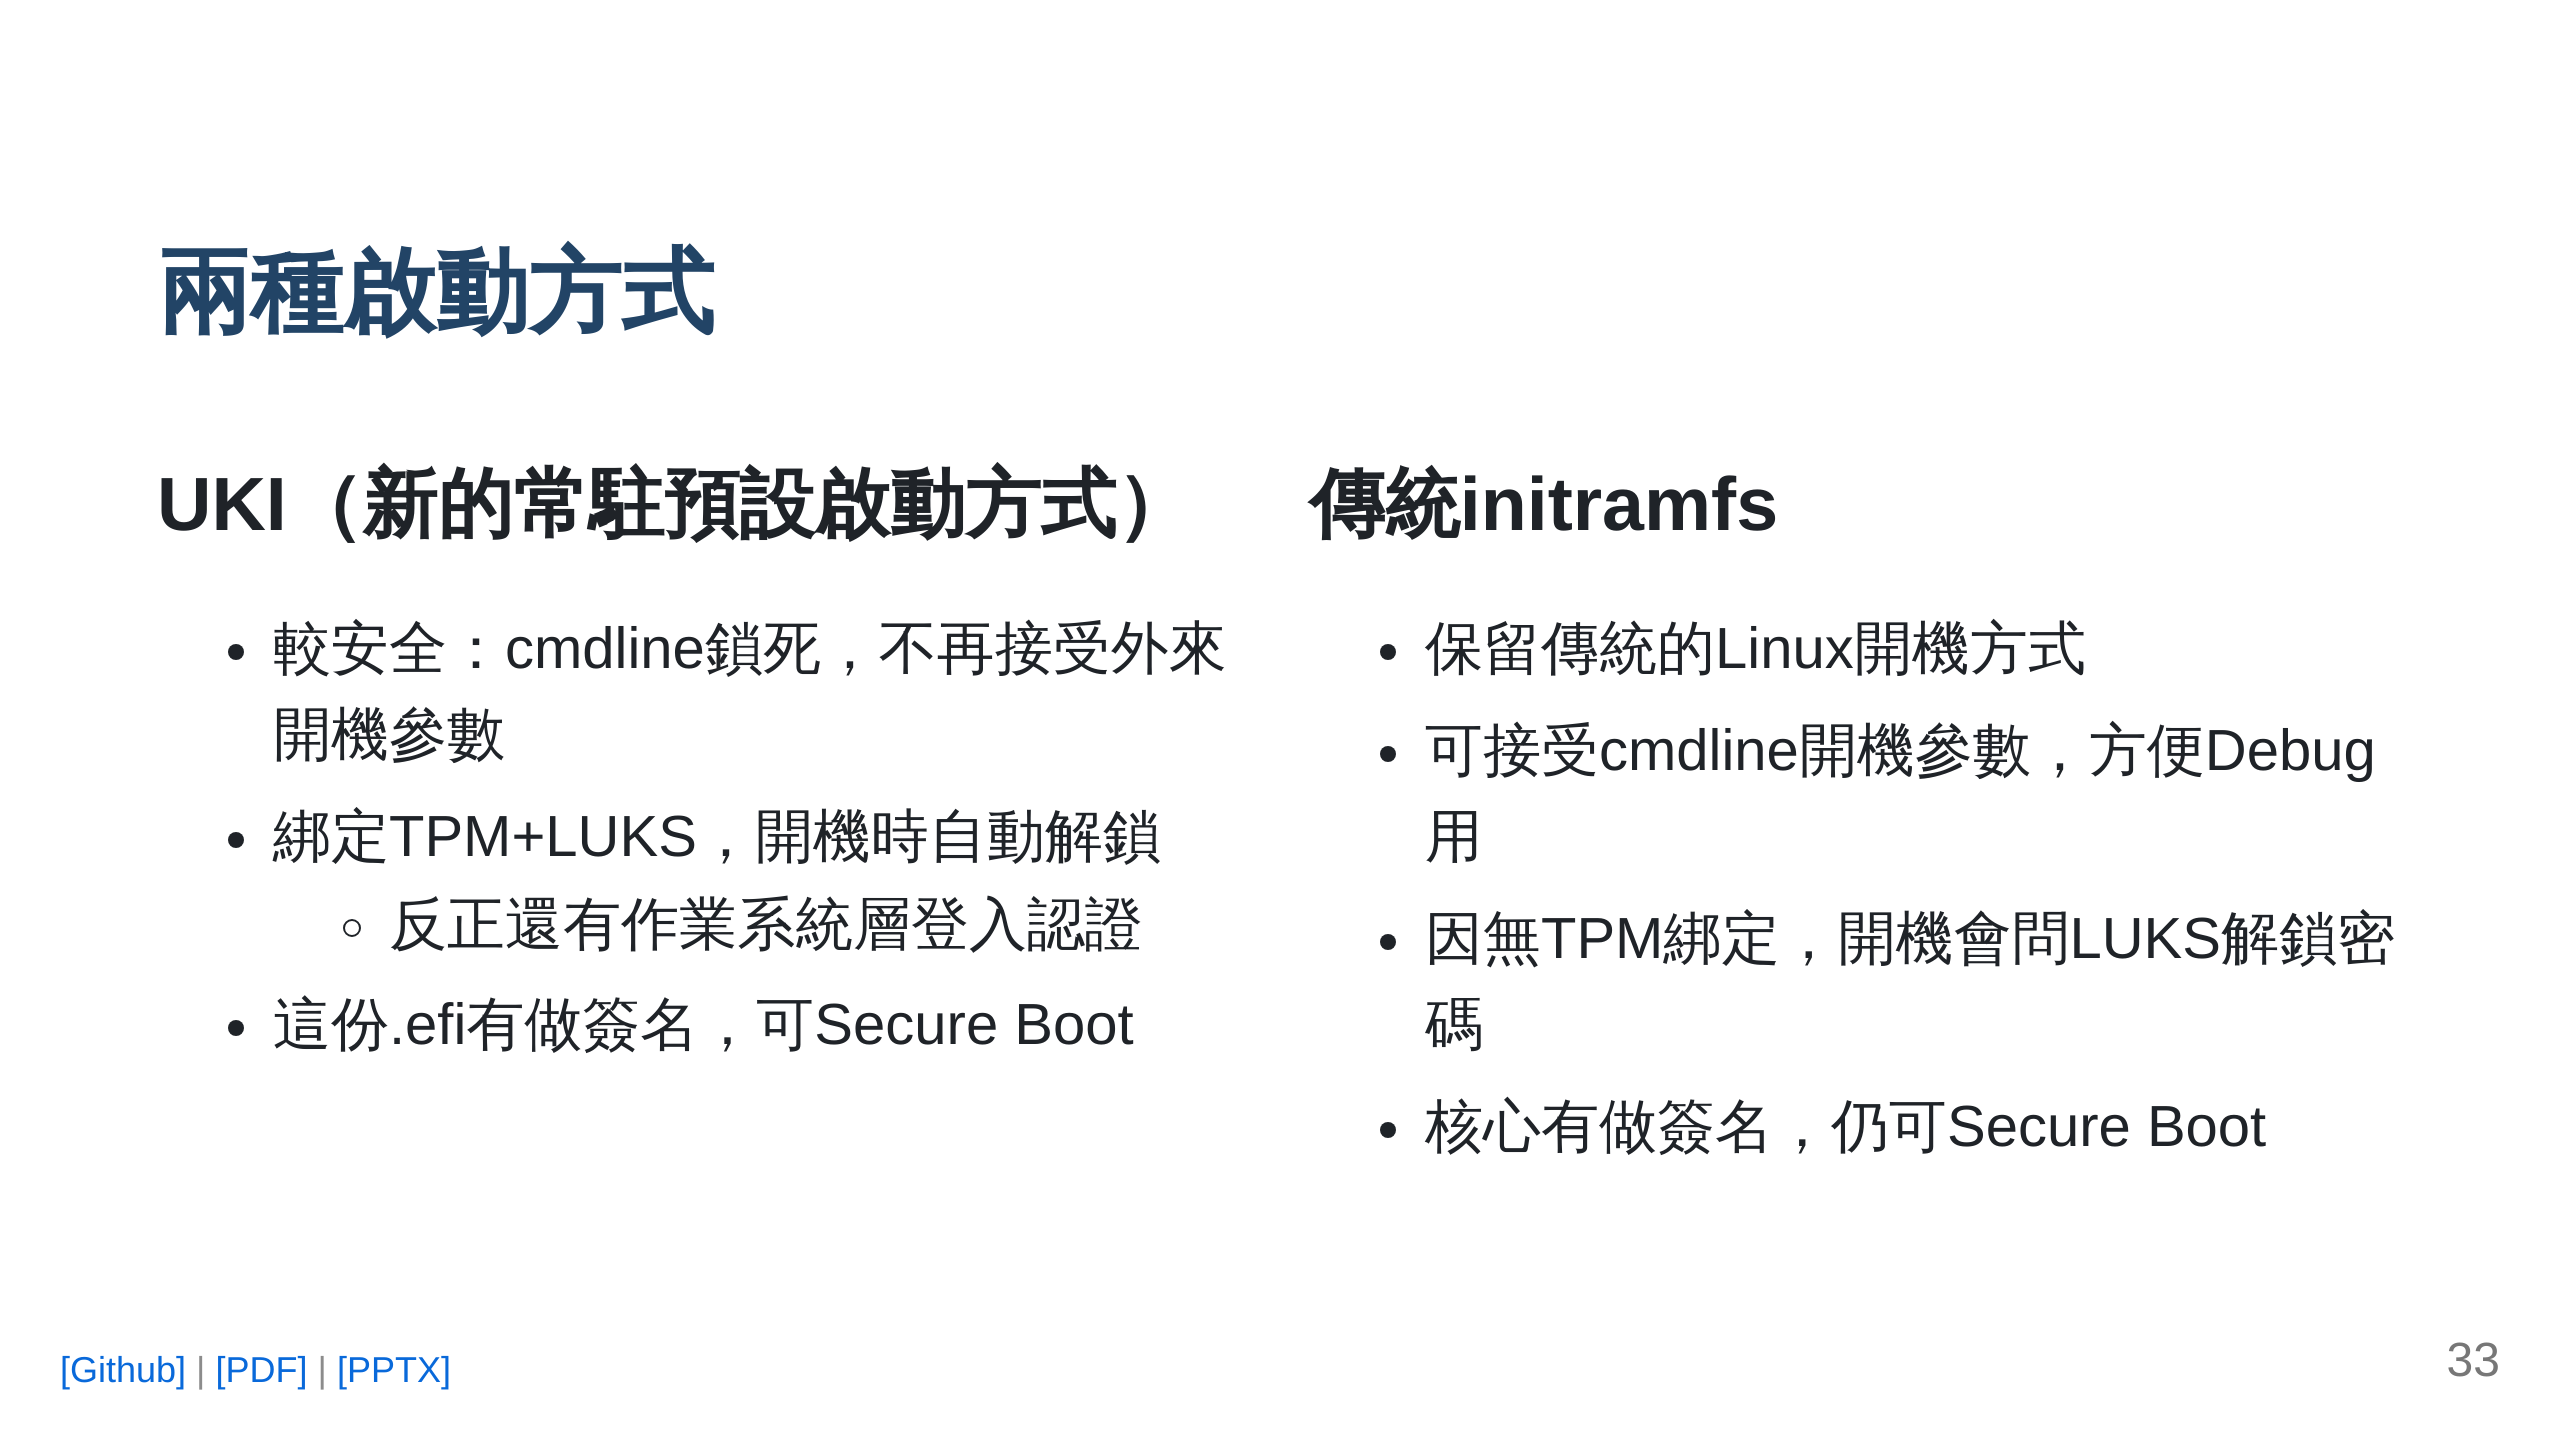 兩種啟動方式
UKI（新的常駐預設啟動方式）
較安全：cmdline鎖死，不再接受外來
開機參數
綁定TPM+LUKS，開機時自動解鎖
反正還有作業系統層登入認證
這份.efi有做簽名，可Secure Boot
傳統initramfs
保留傳統的Linux開機方式
可接受cmdline開機參數，方便Debug
用
因無TPM綁定，開機會問LUKS解鎖密
碼
核心有做簽名，仍可Secure Boot
[Github] | [PDF] | [PPTX]
33